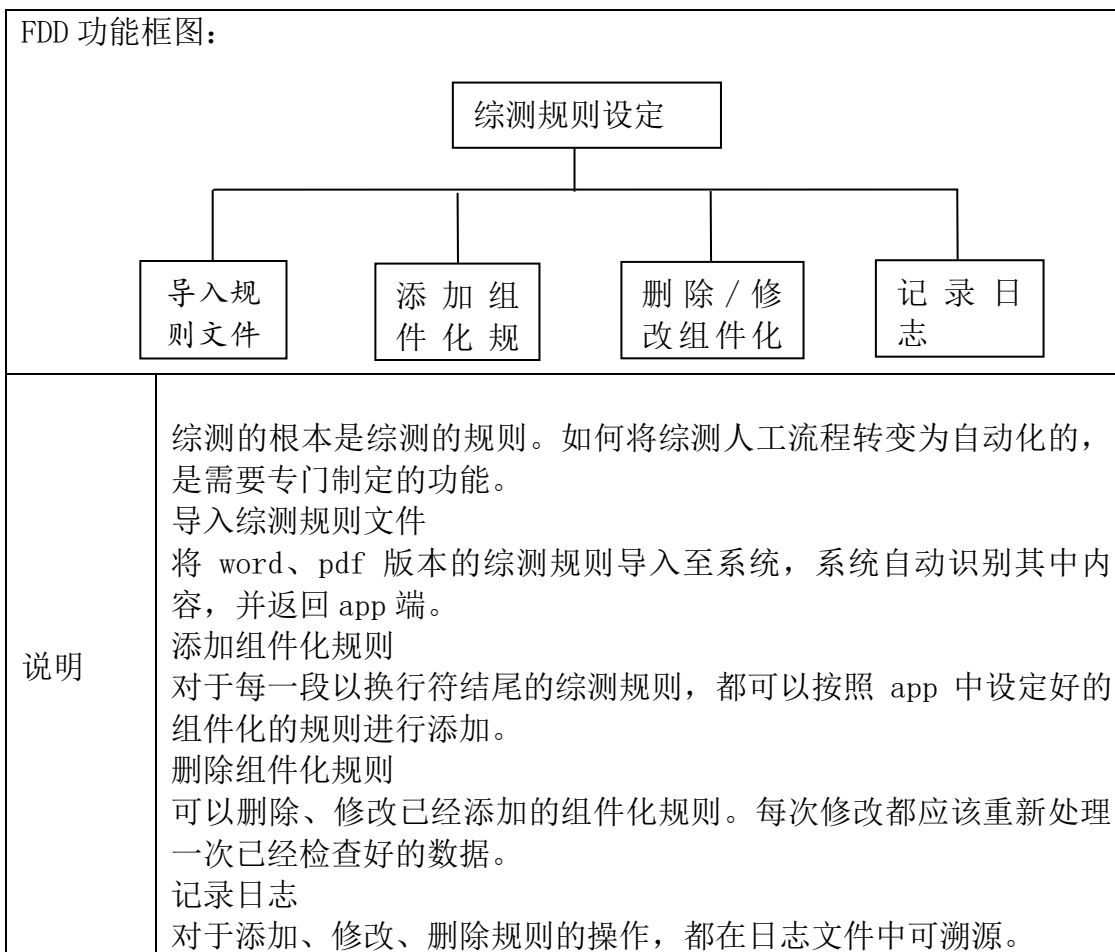 FDD 功能框图：
综测规则设定
导入规
则文件
添加组
件化规
删除/修
改组件化
记录日
志
说明
综测的根本是综测的规则。如何将综测人工流程转变为自动化的，
是需要专门制定的功能。
导入综测规则文件
将 word、pdf 版本的综测规则导入至系统，系统自动识别其中内
容，并返回 app 端。
添加组件化规则
对于每一段以换行符结尾的综测规则，都可以按照 app 中设定好的
组件化的规则进行添加。
删除组件化规则
可以删除、修改已经添加的组件化规则。每次修改都应该重新处理
一次已经检查好的数据。
记录日志
对于添加、修改、删除规则的操作，都在日志文件中可溯源。